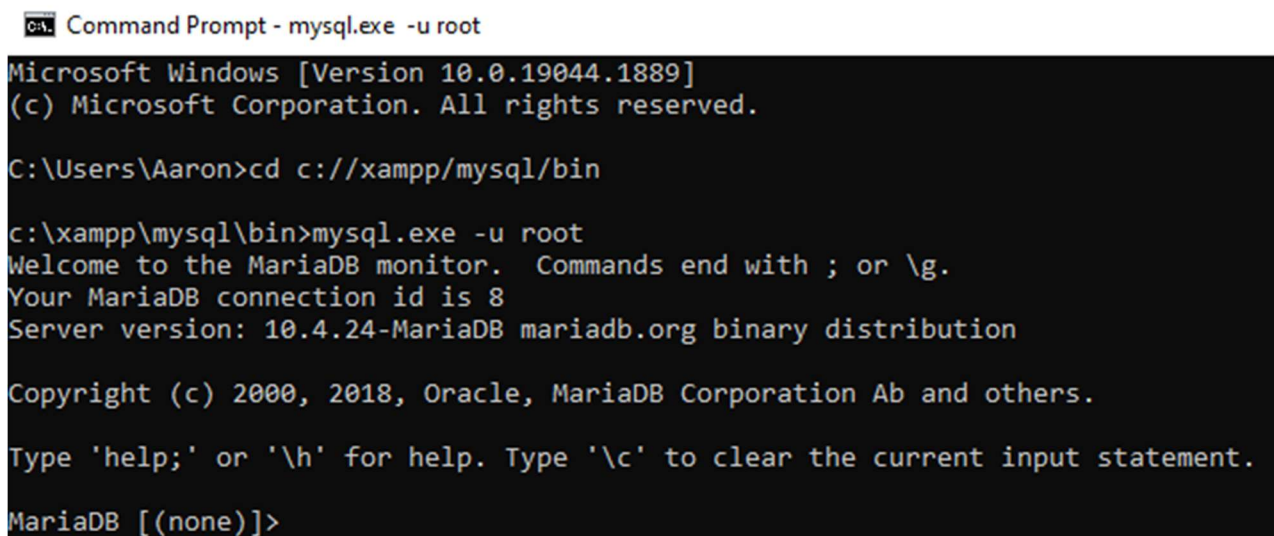 Command Prompt - mysql.exe -u root
Microsoft Windows [Version 10.0.19044.1889]
(c) Microsoft Corporation. All rights reserved.
C:\Users\Aaron>cd c://xampp/mysql/bin
c:\xampp\mysql\bin>mysql.exe -u root
Welcome to the MariaDB monitor.  Commands end with ; or \g.
Your MariaDB connection id is 8
Server version: 10.4.24-MariaDB mariadb.org binary distribution
Copyright (c) 2000, 2018, Oracle, MariaDB Corporation Ab and others.
Type 'help;' or '\h' for help. Type '\c' to clear the current input statement.
MariaDB [(none)]>